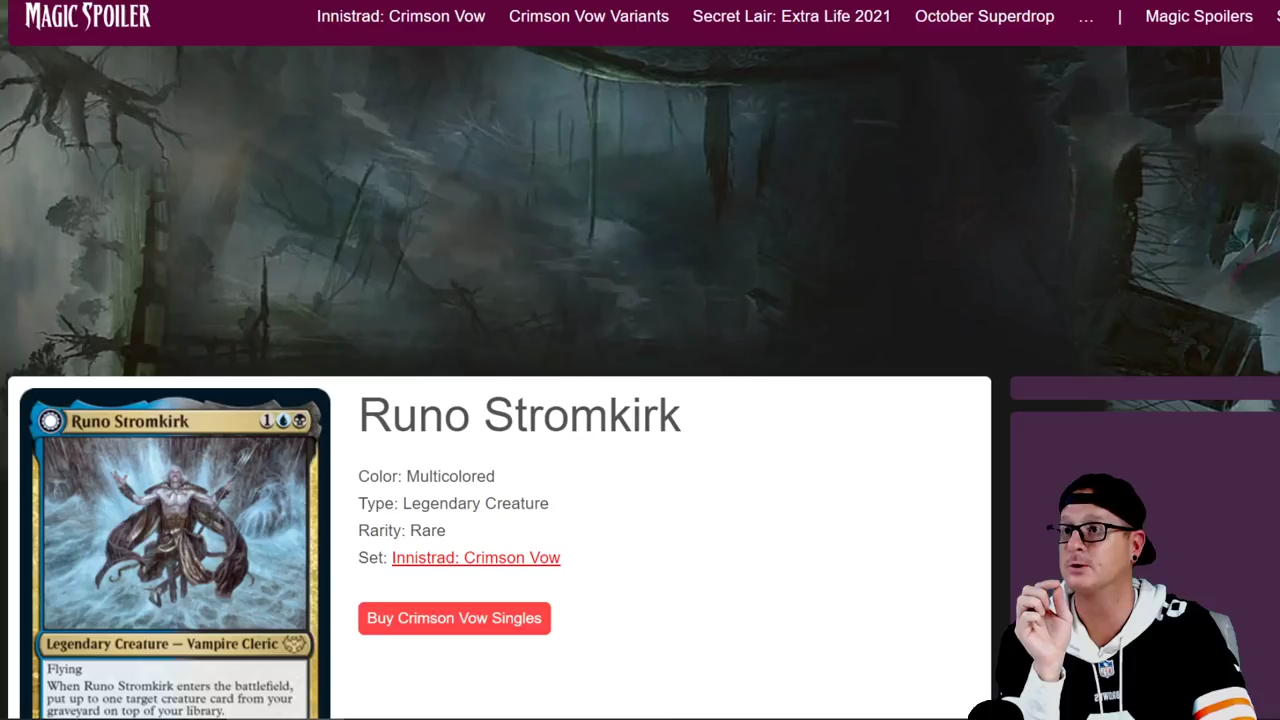 MAGIC SPOILER
Innistrad: Crimson Vow Crimson Vow Variants Secret Lair: Extra Life 2021 October Superdrop ... | Magic Spoilers
Runo Stromkirk 1
Legendary Creature — Vampire Cleric
Flying
When Runo Stromkirk enters the battlefield,
put up to one target creature card from your
graveyard on top of your library.
Runo Stromkirk
Color: Multicolored
Type: Legendary Creature
Rarity: Rare
Set: Innistrad: Crimson Vow
Buy Crimson Vow Singles
NFL